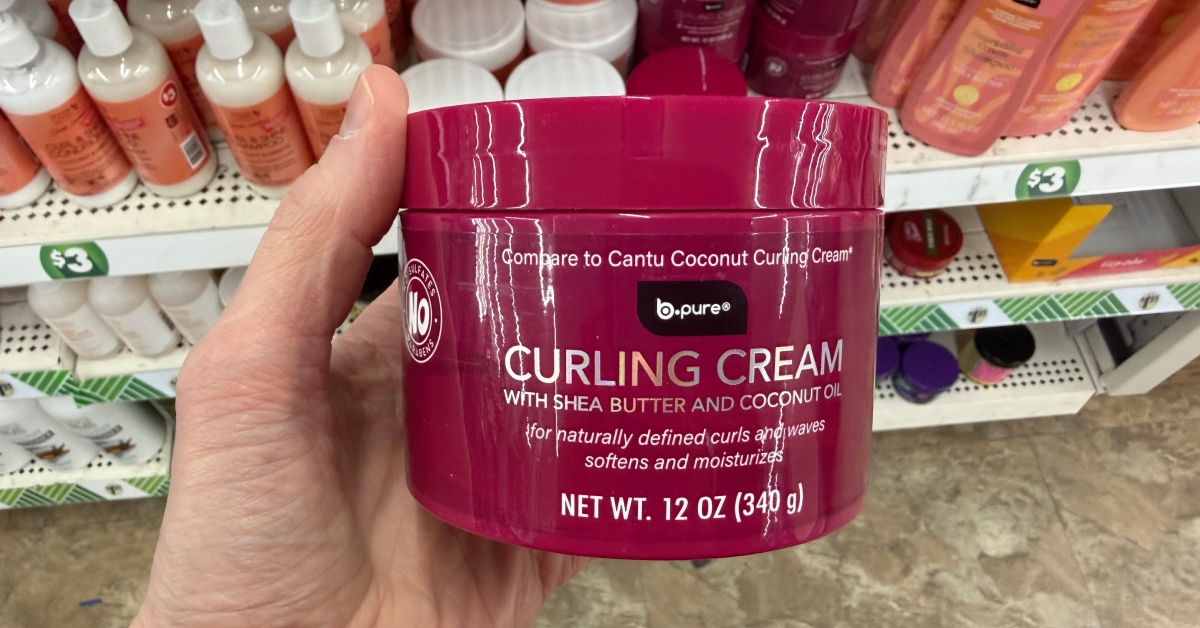 Compare to Cantu Coconut Curling Cream*
b.pure®
CURLING CREAM
WITH SHEA BUTTER AND COCONUT OIL
for naturally defined curls and waves
softens and moisturizes
NET WT. 12 OZ (340 g)
SULFATES
NO
PARABENS
$3
$3